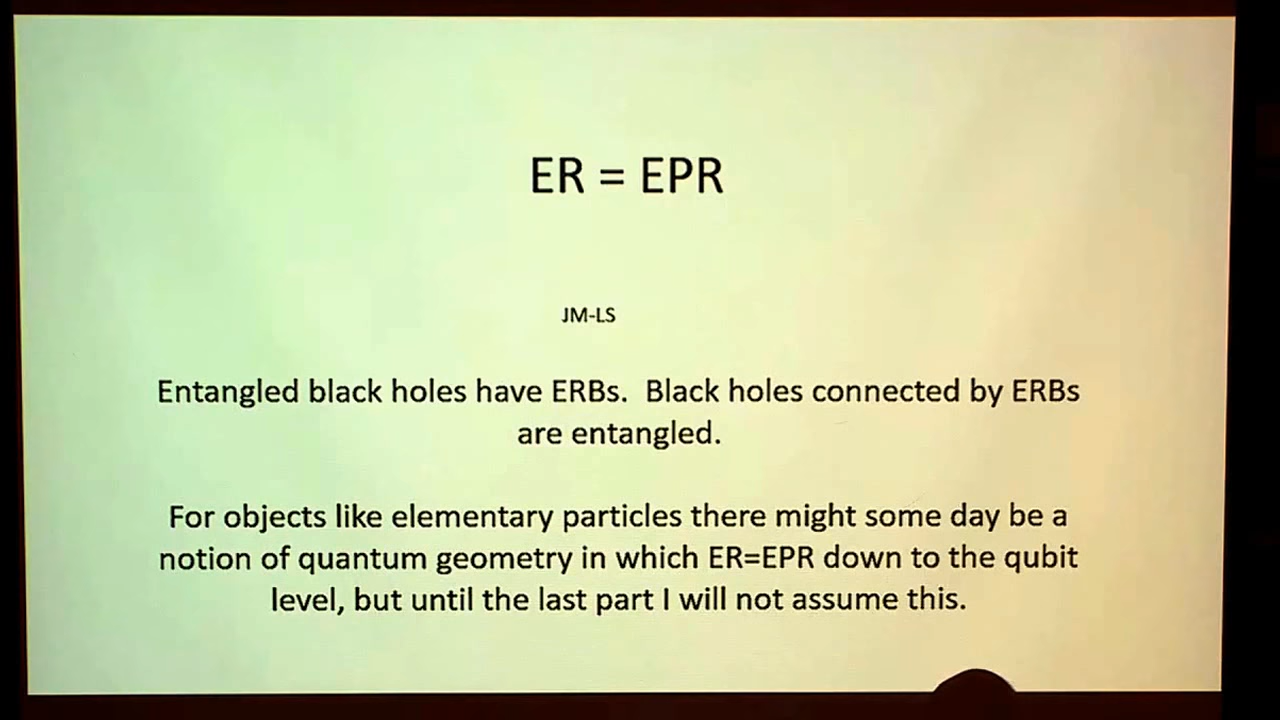 ER = EPR
JM-LS
Entangled black holes have ERBs.  Black holes connected by ERBs
are entangled.
For objects like elementary particles there might some day be a
notion of quantum geometry in which ER=EPR down to the qubit
level, but until the last part I will not assume this.